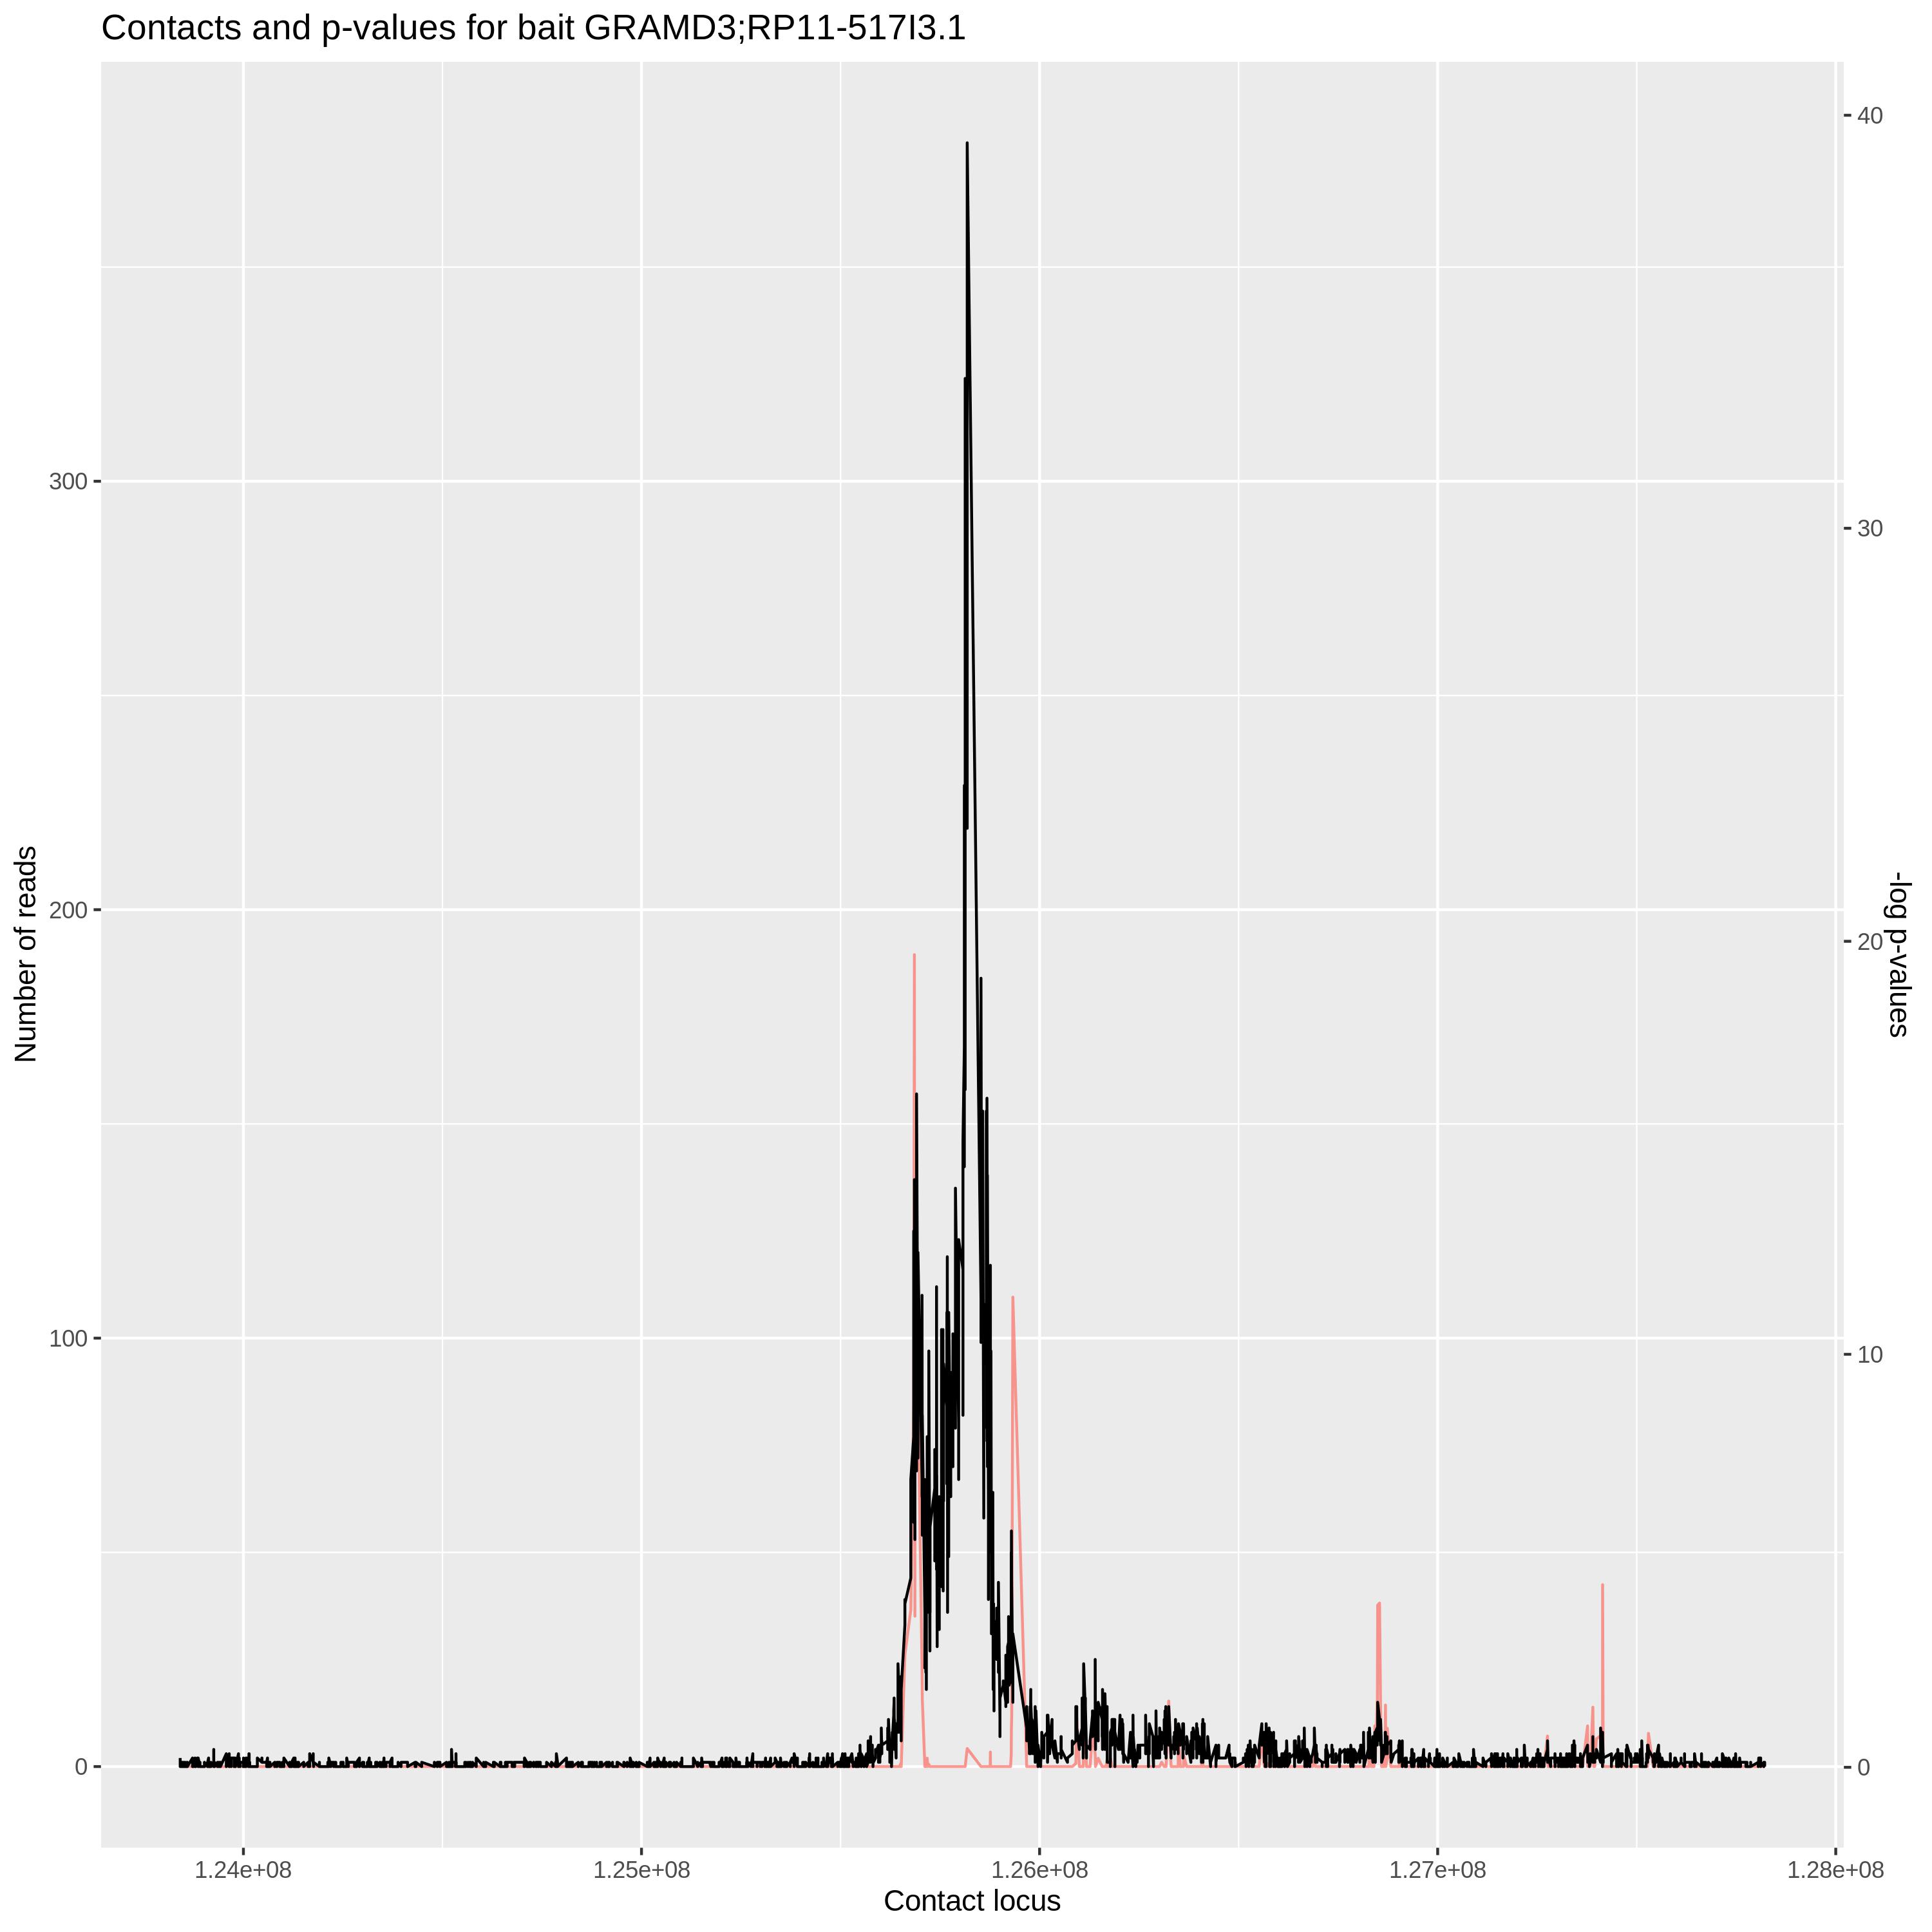 Contacts and p-values for bait GRAMD3;RP11-517I3.1
40
300
30
200
20
100
10
0
0
Number of reads
-log p-values
1.24e+08
1.25e+08
1.26e+08
1.27e+08
1.28e+08
Contact locus